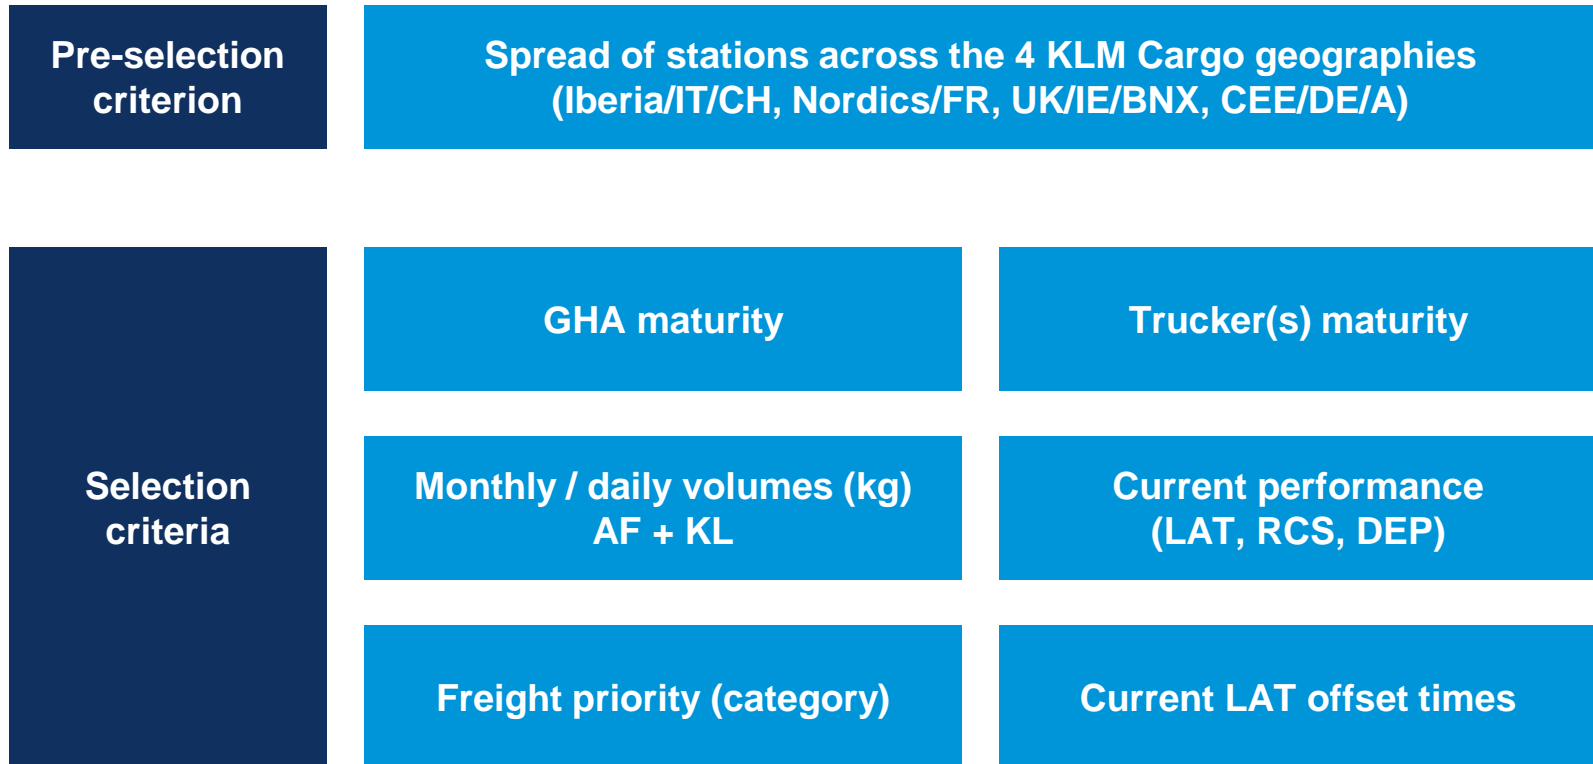 Pre-selection
criterion
Spread of stations across the 4 KLM Cargo geographies
(Iberia/IT/CH, Nordics/FR, UK/IE/BNX, CEE/DE/A)
Selection
criteria
GHA maturity
Trucker(s) maturity
Monthly / daily volumes (kg)
AF + KL
Current performance
(LAT, RCS, DEP)
Freight priority (category)
Current LAT offset times